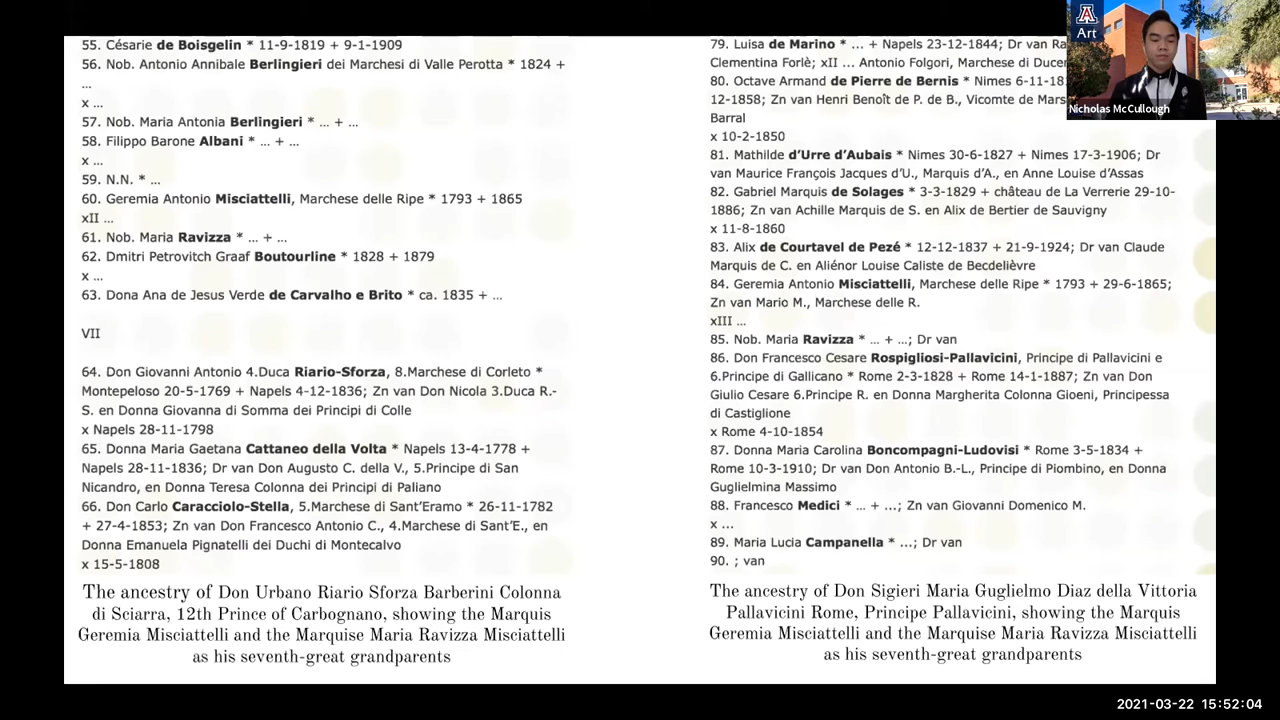 55. Césarie de Boisgelin * 11-9-1819 + 9-1-1909
56. Nob. Antonio Annibale Berlingieri dei Marchesi di Valle Perotta * 1824 +
...
x ...
57. Nob. Maria Antonia Berlingieri * ... + ...
58. Filippo Barone Albani * ... + ...
x ...
59. N.N. * ...
60. Geremia Antonio Misciattelli, Marchese delle Ripe * 1793 + 1865
xII ...
61. Nob. Maria Ravizza * ... + ...
62. Dmitri Petrovitch Graaf Boutourline * 1828 + 1879
x ...
63. Dona Ana de Jesus Verde de Carvalho e Brito * ca. 1835 + ...
VII
64. Don Giovanni Antonio 4.Duca Riario-Sforza, 8.Marchese di Corleto *
Montepeloso 20-5-1769 + Napels 4-12-1836; Zn van Don Nicola 3.Duca R.-
S. en Donna Giovanna di Somma dei Principi di Colle
x Napels 28-11-1798
65. Donna Maria Gaetana Cattaneo della Volta * Napels 13-4-1778 +
Napels 28-11-1836; Dr van Don Augusto C. della V., 5.Principe di San
Nicandro, en Donna Teresa Colonna dei Principi di Paliano
66. Don Carlo Caracciolo-Stella, 5.Marchese di Sant'Eramo * 26-11-1782
+ 27-4-1853; Zn van Don Francesco Antonio C., 4.Marchese di Sant'E., en
Donna Emanuela Pignatelli dei Duchi di Montecalvo
x 15-5-1808
The ancestry of Don Urbano Riario Sforza Barberini Colonna
di Sciarra, 12th Prince of Carbognano, showing the Marquis
Geremia Misciattelli and the Marquise Maria Ravizza Misciattelli
as his seventh-great grandparents
79. Luisa de Marino * ... + Napels 23-12-1844; Dr van
Clementina Forlè; xII ... Antonio Folgori, Marchese di
80. Octave Armand de Pierre de Bernis * Nimes
12-1858; Zn van Henri Benoît de P. de B., Vicomte de
Barral
x 10-2-1850
81. Mathilde d'Urre d'Aubais * Nimes 30-6-1827 + Nimes 17-3-1906; Dr
van Maurice François Jacques d'U., Marquis d'A., en Anne Louise d'Assas
82. Gabriel Marquis de Solages * 3-3-1829 + château de La Verrerie 29-10-
1886; Zn van Achille Marquis de S. en Alix de Bertier de Sauvigny
x 11-8-1860
83. Alix de Courtavel de Pezé * 12-12-1837 + 21-9-1924; Dr van Claude
Marquis de C. en Aliénor Louise Caliste de Becdelièvre
84. Geremia Antonio Misciattelli, Marchese delle Ripe * 1793 + 29-6-1865;
Zn van Mario M., Marchese delle R.
xIII ...
85. Nob. Maria Ravizza * ... + ...; Dr van
86. Don Francesco Cesare Rospigliosi-Pallavicini, Principe di Pallavicini e
6.Principe di Gallicano * Rome 2-3-1828 + Rome 14-1-1887; Zn van Don
Giulio Cesare 6.Principe R. en Donna Margherita Colonna Gioeni, Principessa
di Castiglione
x Rome 4-10-1854
87. Donna Maria Carolina Boncompagni-Ludovisi * Rome 3-5-1834 +
Rome 10-3-1910; Dr van Don Antonio B.-L., Principe di Piombino, en Donna
Guglielmina Massimo
88. Francesco Medici * ... + ...; Zn van Giovanni Domenico M.
x ...
89. Maria Lucia Campanella * ...; Dr van
90. ; van
The ancestry of Don Sigieri Maria Guglielmo Diaz della Vittoria
Pallavicini Rome, Principe Pallavicini, showing the Marquis
Geremia Misciattelli and the Marquise Maria Ravizza Misciattelli
as his seventh-great grandparents
A
Art
Nicholas McCullough
2021-03-22 15:52:04